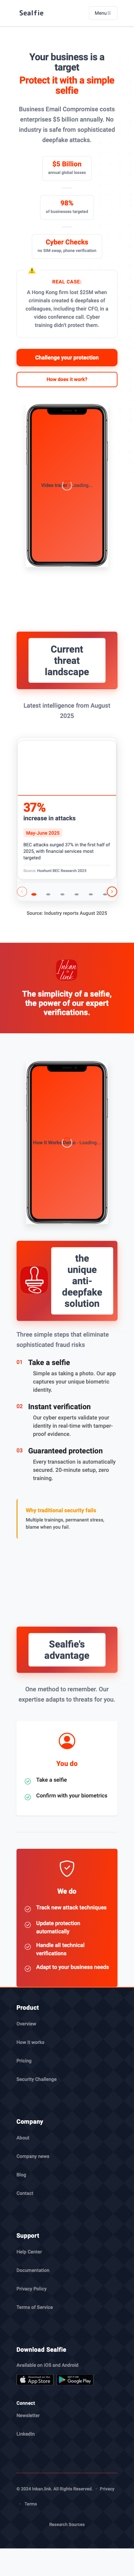 Sealfie
Menu
Your business is a
target
Protect it with a simple
selfie
Business Email Compromise costs
enterprises $5 billion annually. No
industry is safe from sophisticated
deepfake attacks.
$5 Billion
annual global losses
98%
of businesses targeted
Cyber Checks
no SIM swap, phone verification
REAL CASE:
A Hong Kong firm lost $25M when
criminals created 6 deepfakes of
colleagues, including their CFO, in a
video conference call. Cyber
training didn't protect them.
Challenge your protection
How does it work?
Loading...
Current
threat
landscape
Latest intelligence from August
2025
37%
increase in attacks
May-June 2025
BEC attacks surged 37% in the first half of
2025, with financial services most
targeted
Source: Hoxhunt BEC Research 2025
Source: Industry reports August 2025
Inkan
link
The simplicity of a selfie,
the power of our expert
verifications.
How it Works
Loading...
the
unique
anti-
deepfake
solution
Three simple steps that eliminate
sophisticated fraud risks
01 Take a selfie
Simple as taking a photo. Our app
captures your unique biometric
identity.
02 Instant verification
Our cyber experts validate your
identity in real-time with tamper-
proof evidence.
03 Guaranteed protection
Every transaction is automatically
secured. 20-minute setup, zero
training.
Why traditional security fails
Multiple trainings, permanent stress,
blame when you fail.
Sealfie's
advantage
One method to remember. Our
expertise adapts to threats for you.
You do
Take a selfie
Confirm with your biometrics
We do
Track new attack techniques
Update protection
automatically
Handle all technical
verifications
Adapt to your business needs
Product
Overview
How it works
Pricing
Security Challenge
Company
About
Company news
Blog
Contact
Support
Help Center
Documentation
Privacy Policy
Terms of Service
Download Sealfie
Available on iOS and Android
Download on the
App Store
GET IT ON
Google Play
Connect
Newsletter
LinkedIn
© 2024 Inkan.link. All Rights Reserved. · Privacy
· Terms
Research Sources